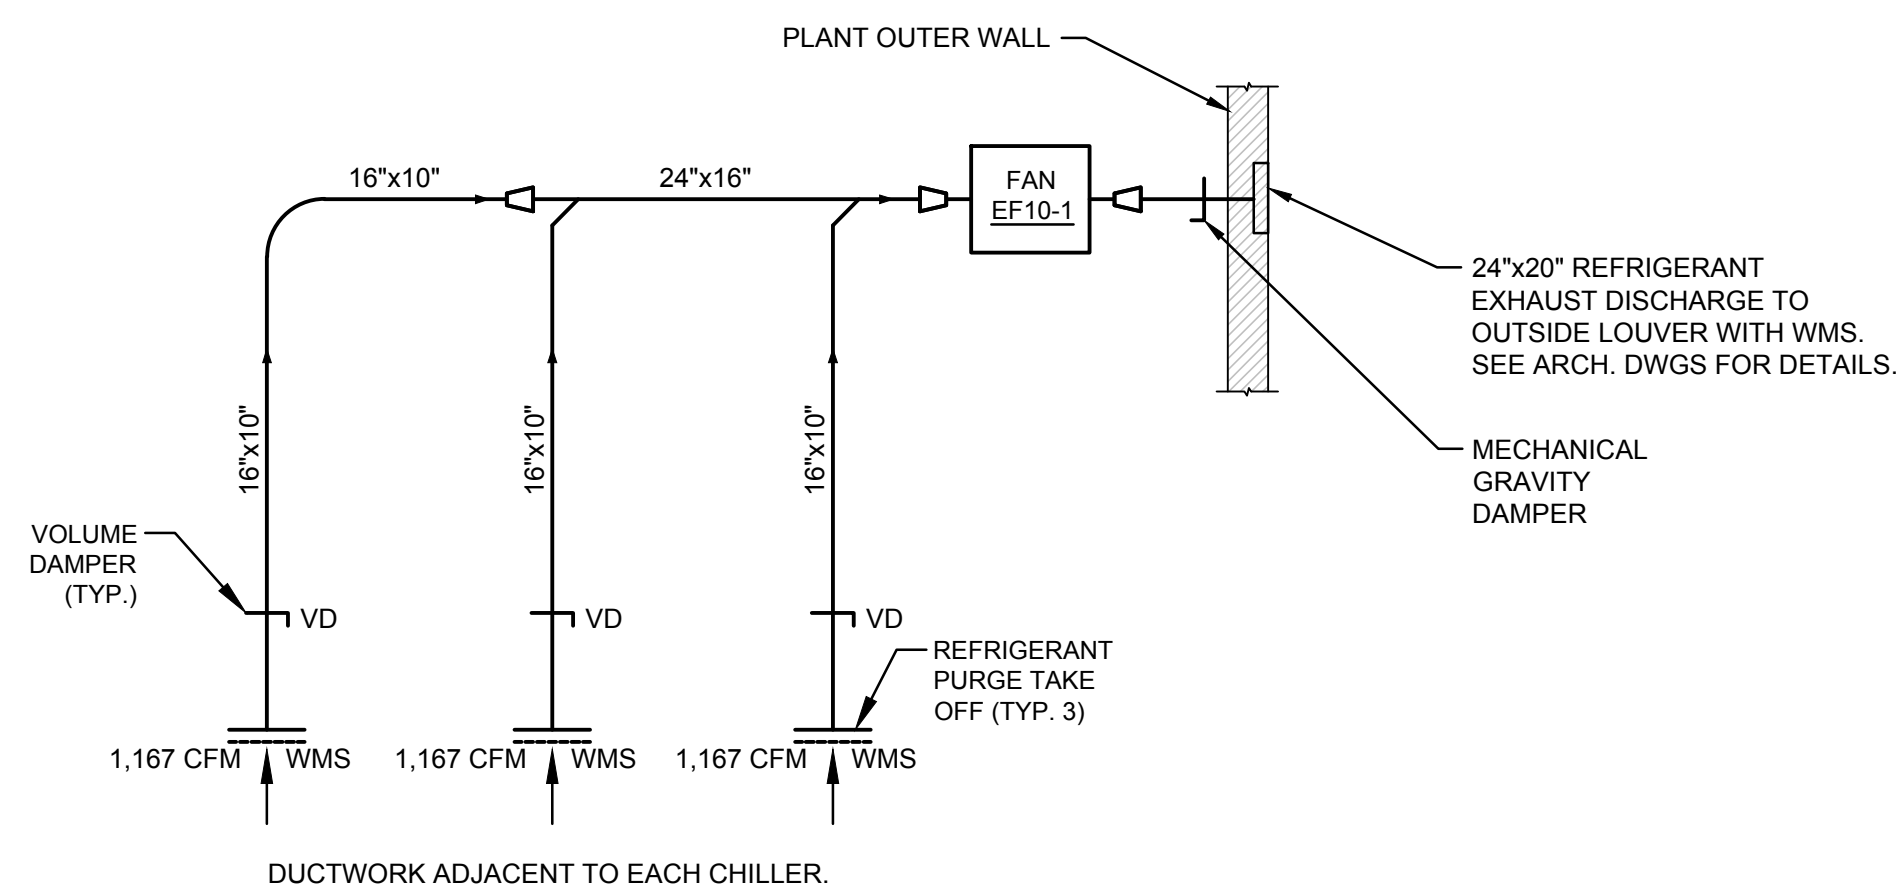 PLANT OUTER WALL
16"x10"
24"x16"
FAN
EF10-1
24"x20" REFRIGERANT
EXHAUST DISCHARGE TO
OUTSIDE LOUVER WITH WMS.
SEE ARCH. DWGS FOR DETAILS.
MECHANICAL
GRAVITY
DAMPER
16"x10"
16"x10"
16"x10"
VOLUME
DAMPER
(TYP.)
VD
VD
VD
REFRIGERANT
PURGE TAKE
OFF (TYP. 3)
1,167 CFM WMS
1,167 CFM WMS
1,167 CFM WMS
DUCTWORK ADJACENT TO EACH CHILLER.